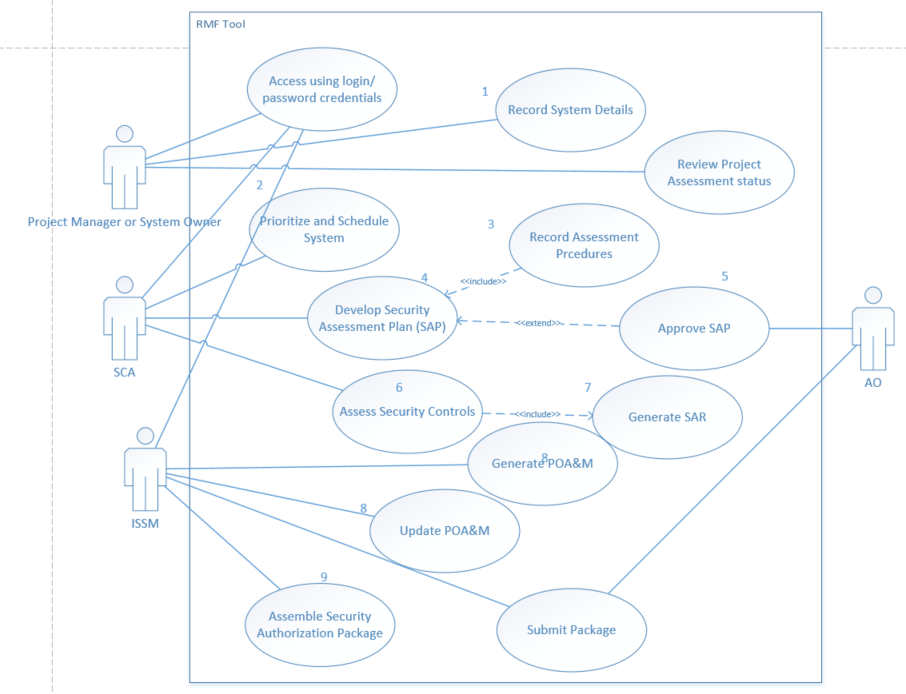 RMF Tool
Access using login/
password credentials
1
Record System Details
Review Project
Assessment status
Project Manager or System Owner
2
Prioritize and Schedule
System
3
Record Assessment
Prcedures
<<include>>
4
Develop Security
Assessment Plan (SAP)
5
<<extend>>
Approve SAP
SCA
AO
6
Assess Security Controls
<<include>>
7
Generate SAR
8
Generate POA&M
ISSM
8
Update POA&M
9
Assemble Security
Authorization Package
Submit Package